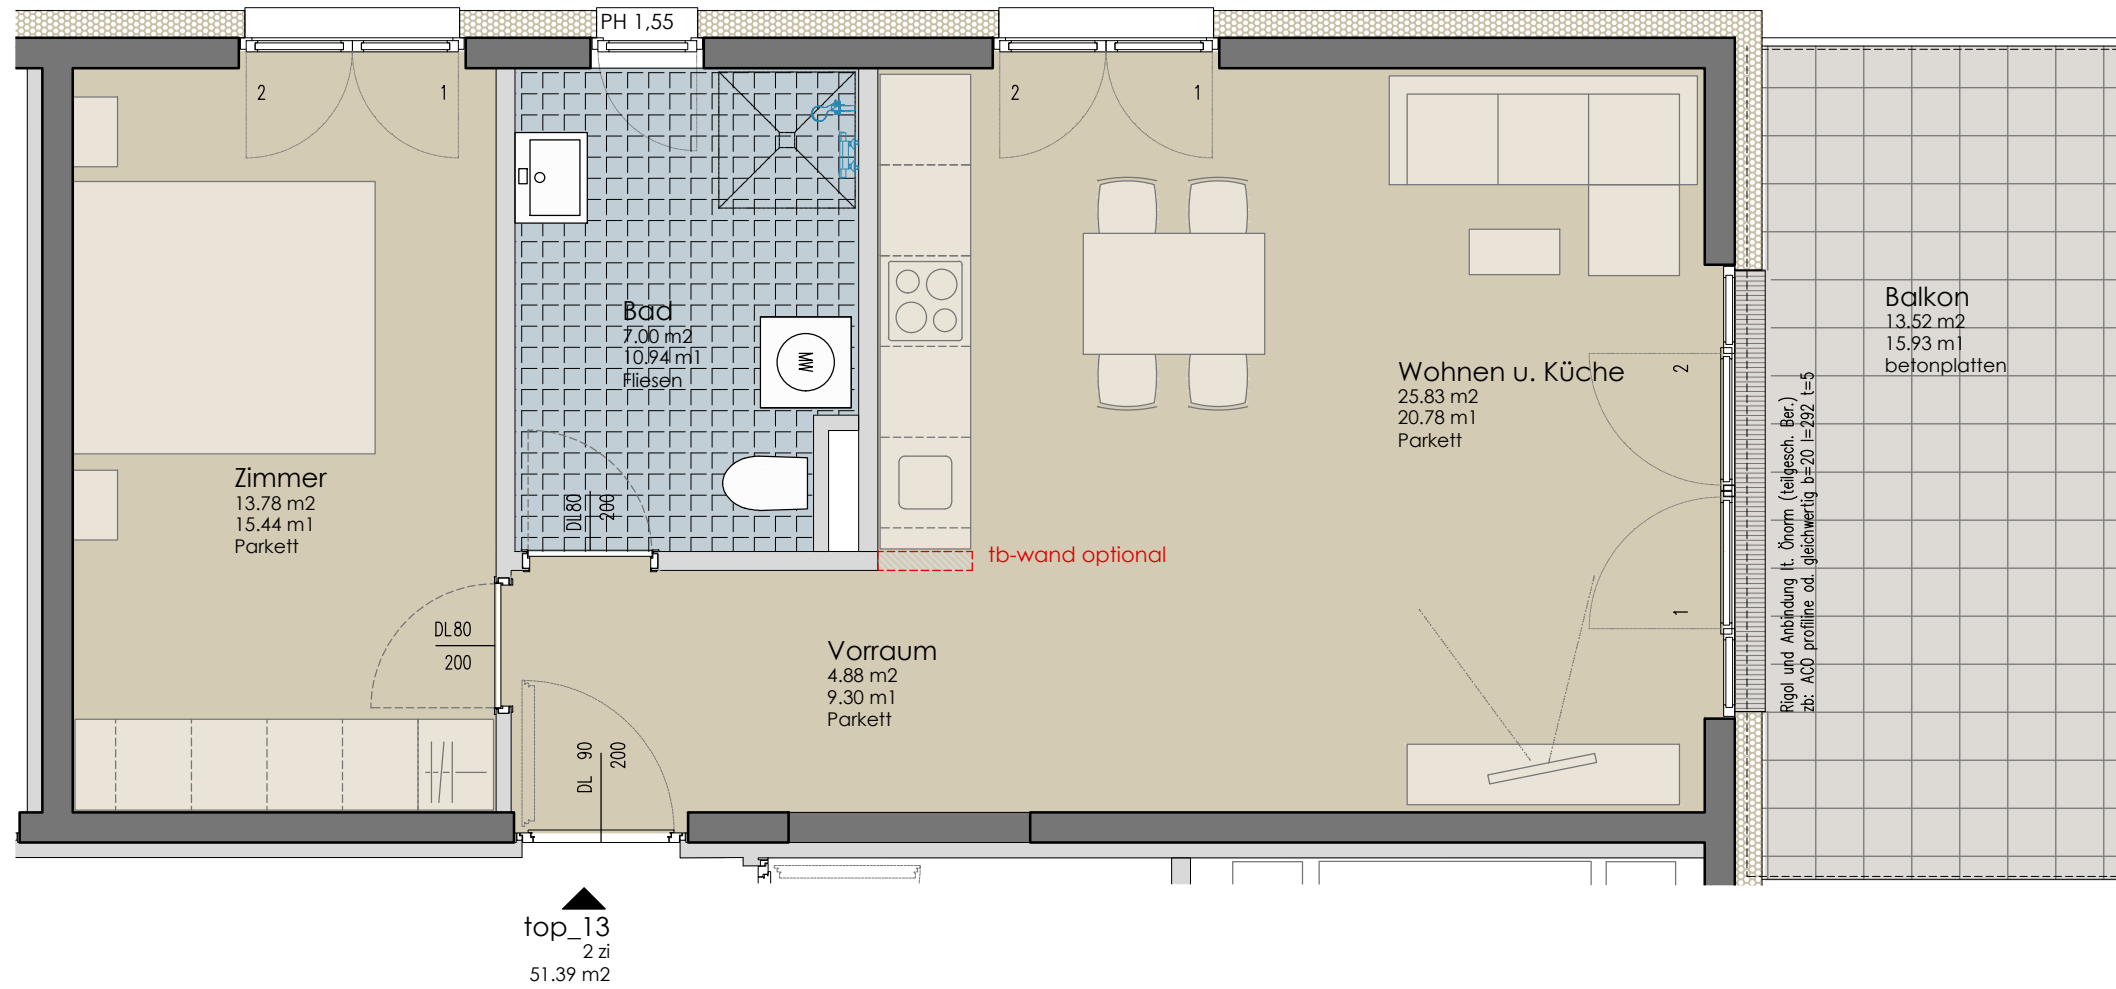 PH 1,55
2
1
2
1
Bad
7.00 m2
10.94 m1
Fliesen
MW
DL80
200
Zimmer
13.78 m2
15.44 m1
Parkett
DL80
200
DL 90
200
tb-wand optional
Vorraum
4.88 m2
9.30 m1
Parkett
Wohnen u. Küche
25.83 m2
20.78 m1
Parkett
2
1
Rigol und Anbindung lt. Önorm (teilgesch. Ber.)
zb: ACO profiline od. gleichwertig b=20 l=292 t=5
Balkon
13.52 m2
15.93 m1
betonplatten
top_13
2 zi
51.39 m2